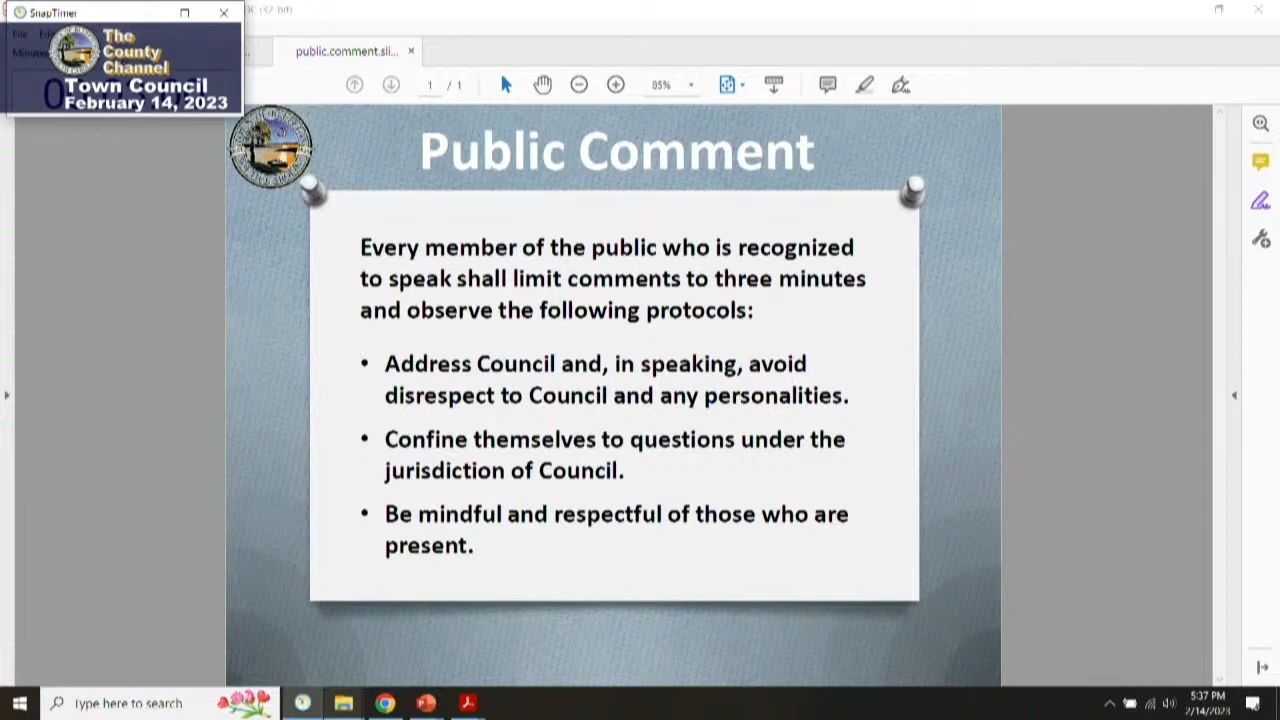 SnapTimer
The
County
Channel
Town Council
February 14, 2023
public.comment.sli...
1 / 1
85%
Public Comment
Every member of the public who is recognized
to speak shall limit comments to three minutes
and observe the following protocols:
• Address Council and, in speaking, avoid
disrespect to Council and any personalities.
• Confine themselves to questions under the
jurisdiction of Council.
• Be mindful and respectful of those who are
present.
Type here to search
5:37 PM
2/14/2023